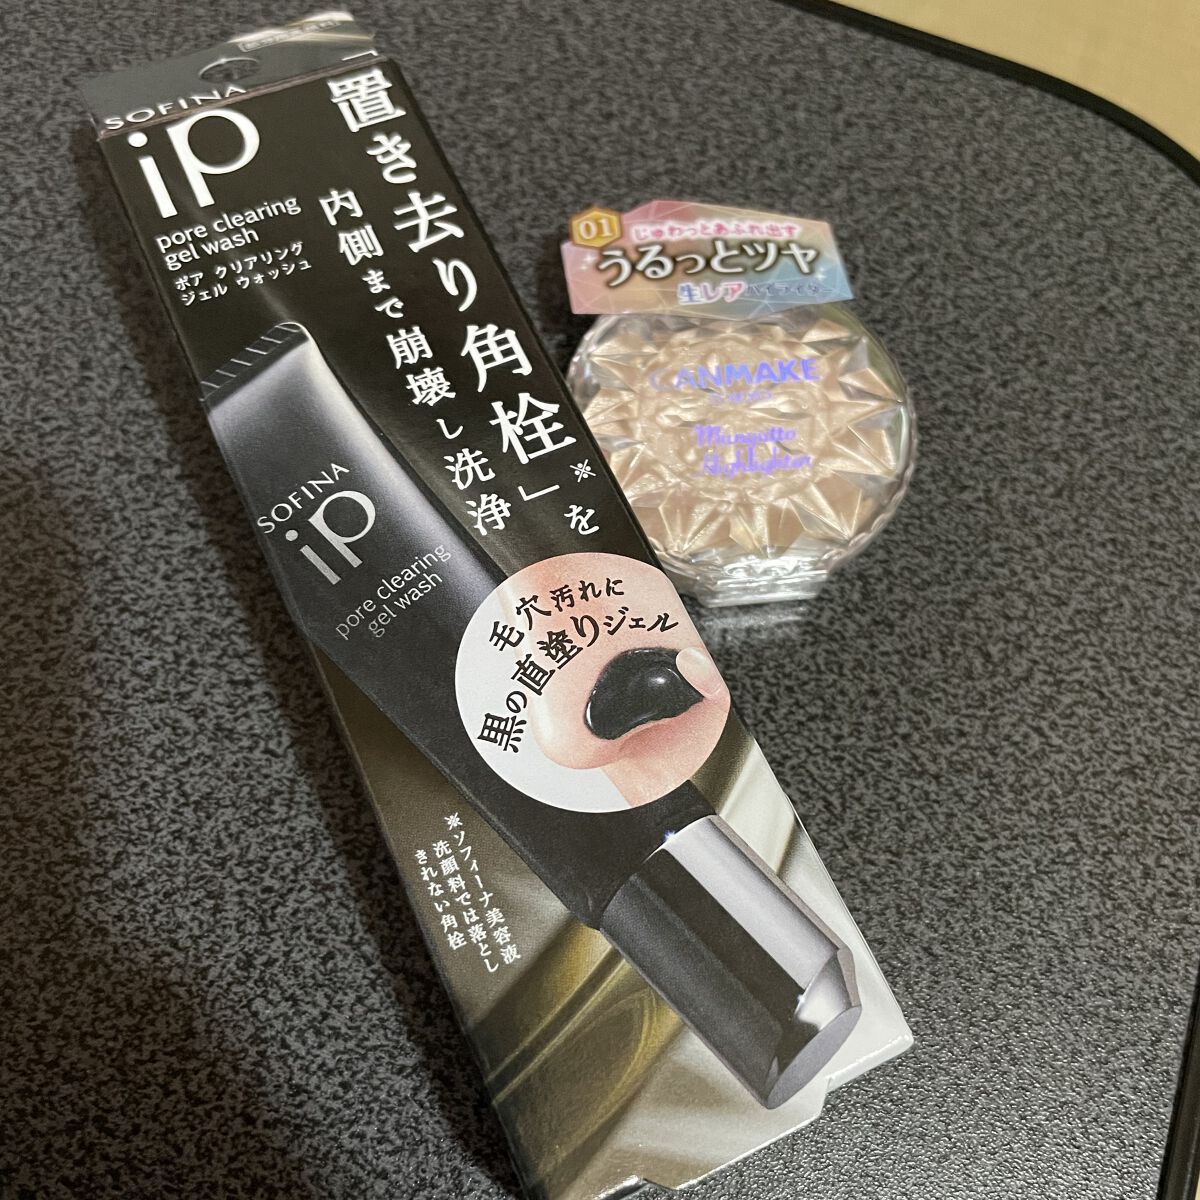 SOFINA
iP
pore clearing
gel wash
ポア クリアリング
ジェル ウォッシュ
「置き去り角栓」※を
内側まで崩壊し洗浄
SOFINA
iP
pore clearing
gel wash
毛穴汚れに
黒の直塗りジェル
※ソフィーナ美容液
洗顔料では落とし
きれない角栓
01
じゅわっとあふれ出す
うるっとツヤ
生レアハイライター
CANMAKE
Munyutto
Highlighter